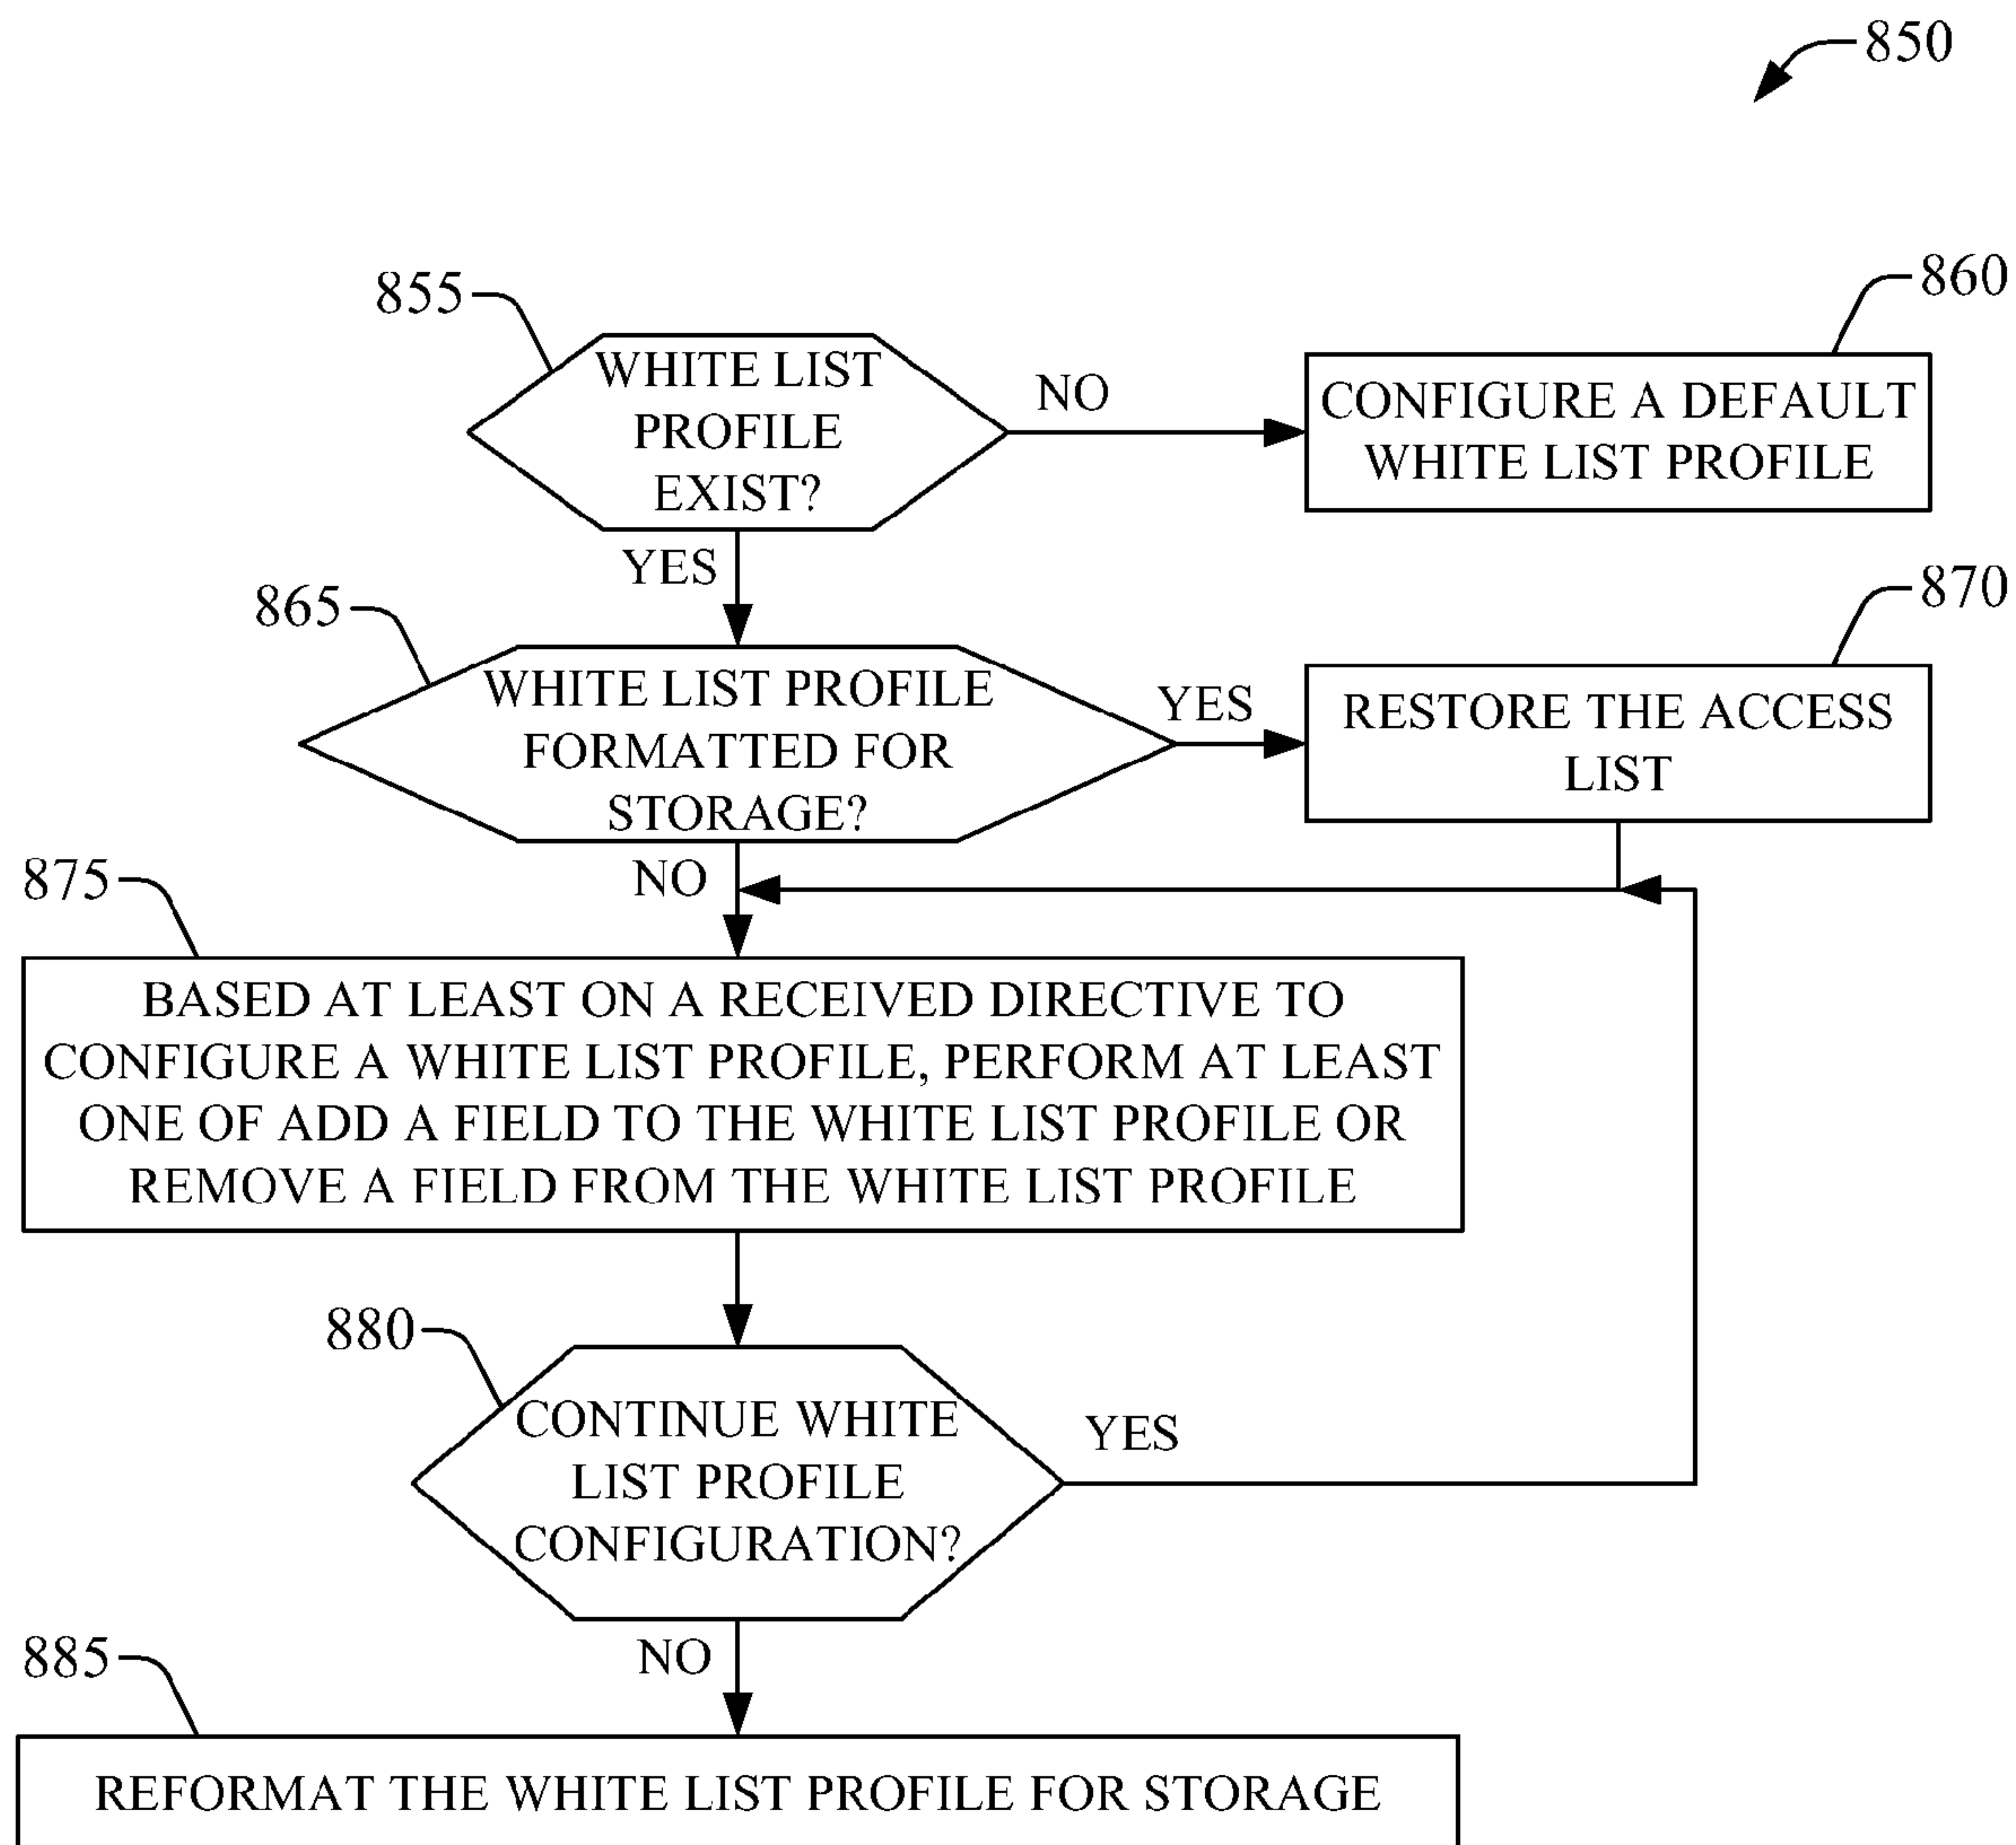 850
855
860
WHITE LIST
PROFILE
EXIST?
NO
CONFIGURE A DEFAULT
WHITE LIST PROFILE
YES
865
870
WHITE LIST PROFILE
FORMATTED FOR
STORAGE?
YES
RESTORE THE ACCESS
LIST
NO
875
BASED AT LEAST ON A RECEIVED DIRECTIVE TO
CONFIGURE A WHITE LIST PROFILE, PERFORM AT LEAST
ONE OF ADD A FIELD TO THE WHITE LIST PROFILE OR
REMOVE A FIELD FROM THE WHITE LIST PROFILE
880
CONTINUE WHITE
LIST PROFILE
CONFIGURATION?
YES
NO
885
REFORMAT THE WHITE LIST PROFILE FOR STORAGE